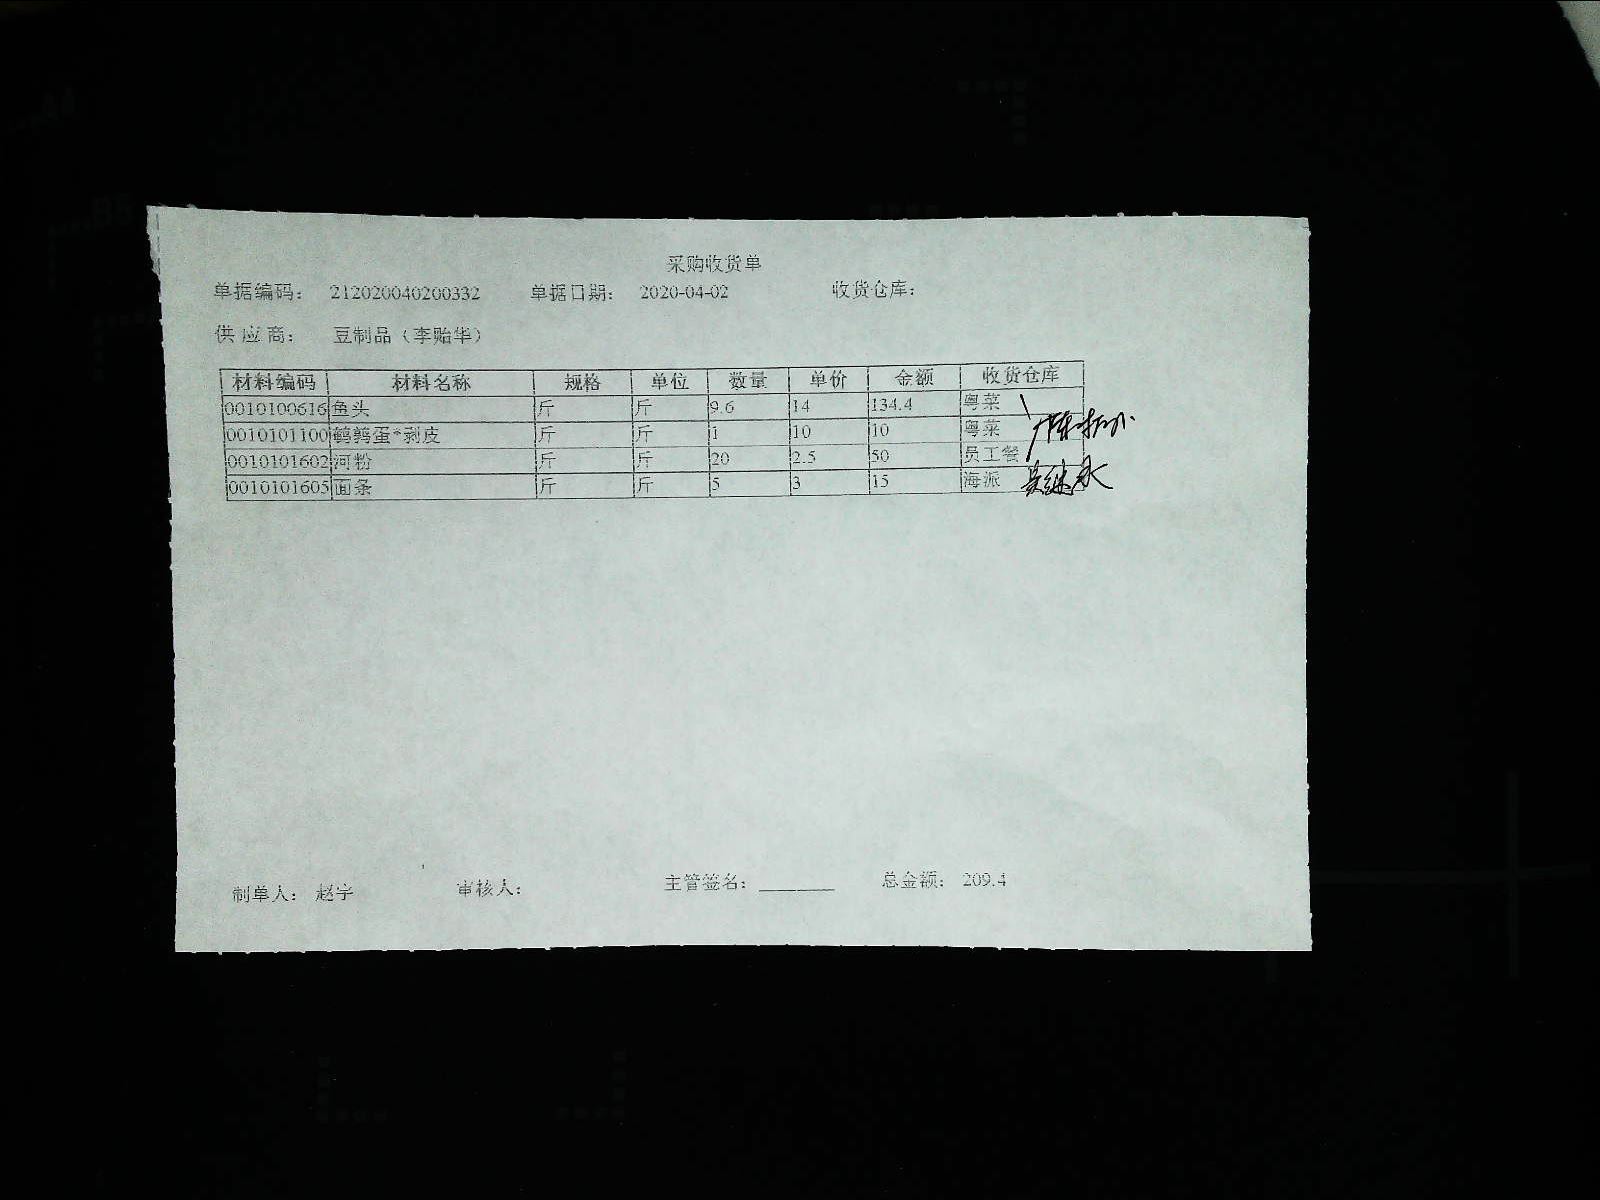 采购收货单
单据编码: 212020040200332 单据日期: 2020-04-02 收货仓库:
供应商: 豆制品（李贻华）
材料编码 材料名称 规格 单位 数量 单价 金额 收货仓库
0010100616 鱼头 斤 斤 9.6 14 134.4 粤菜
0010101100 鹌鹑蛋*剥皮 斤 斤 1 10 10 粤菜
0010101602 河粉 斤 斤 20 2.5 50 员工餐
0010101605 面条 斤 斤 5 3 15 海派
制单人: 赵宇 审核人: 主管签名: ________ 总金额: 209.4